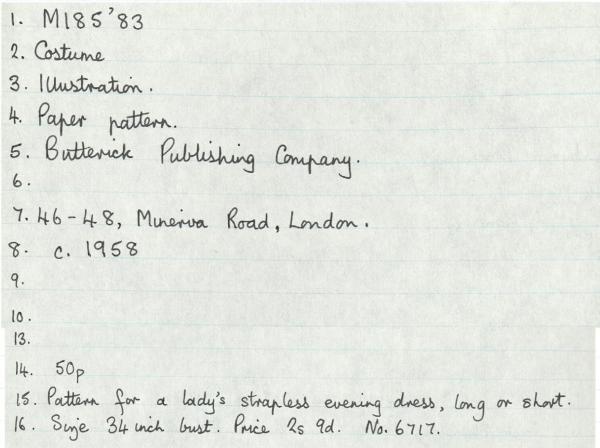 1. M185'83
2. Costume
3. Illustration.
4. Paper pattern.
5. Butterick Publishing Company.
6.
7. 46-48, Minerva Road, London.
8. c. 1958
9.
10.
13.
14. 50p
15. Pattern for a lady's strapless evening dress, long or short.
16. Size 34 inch bust. Price 2s 9d. No. 6717.